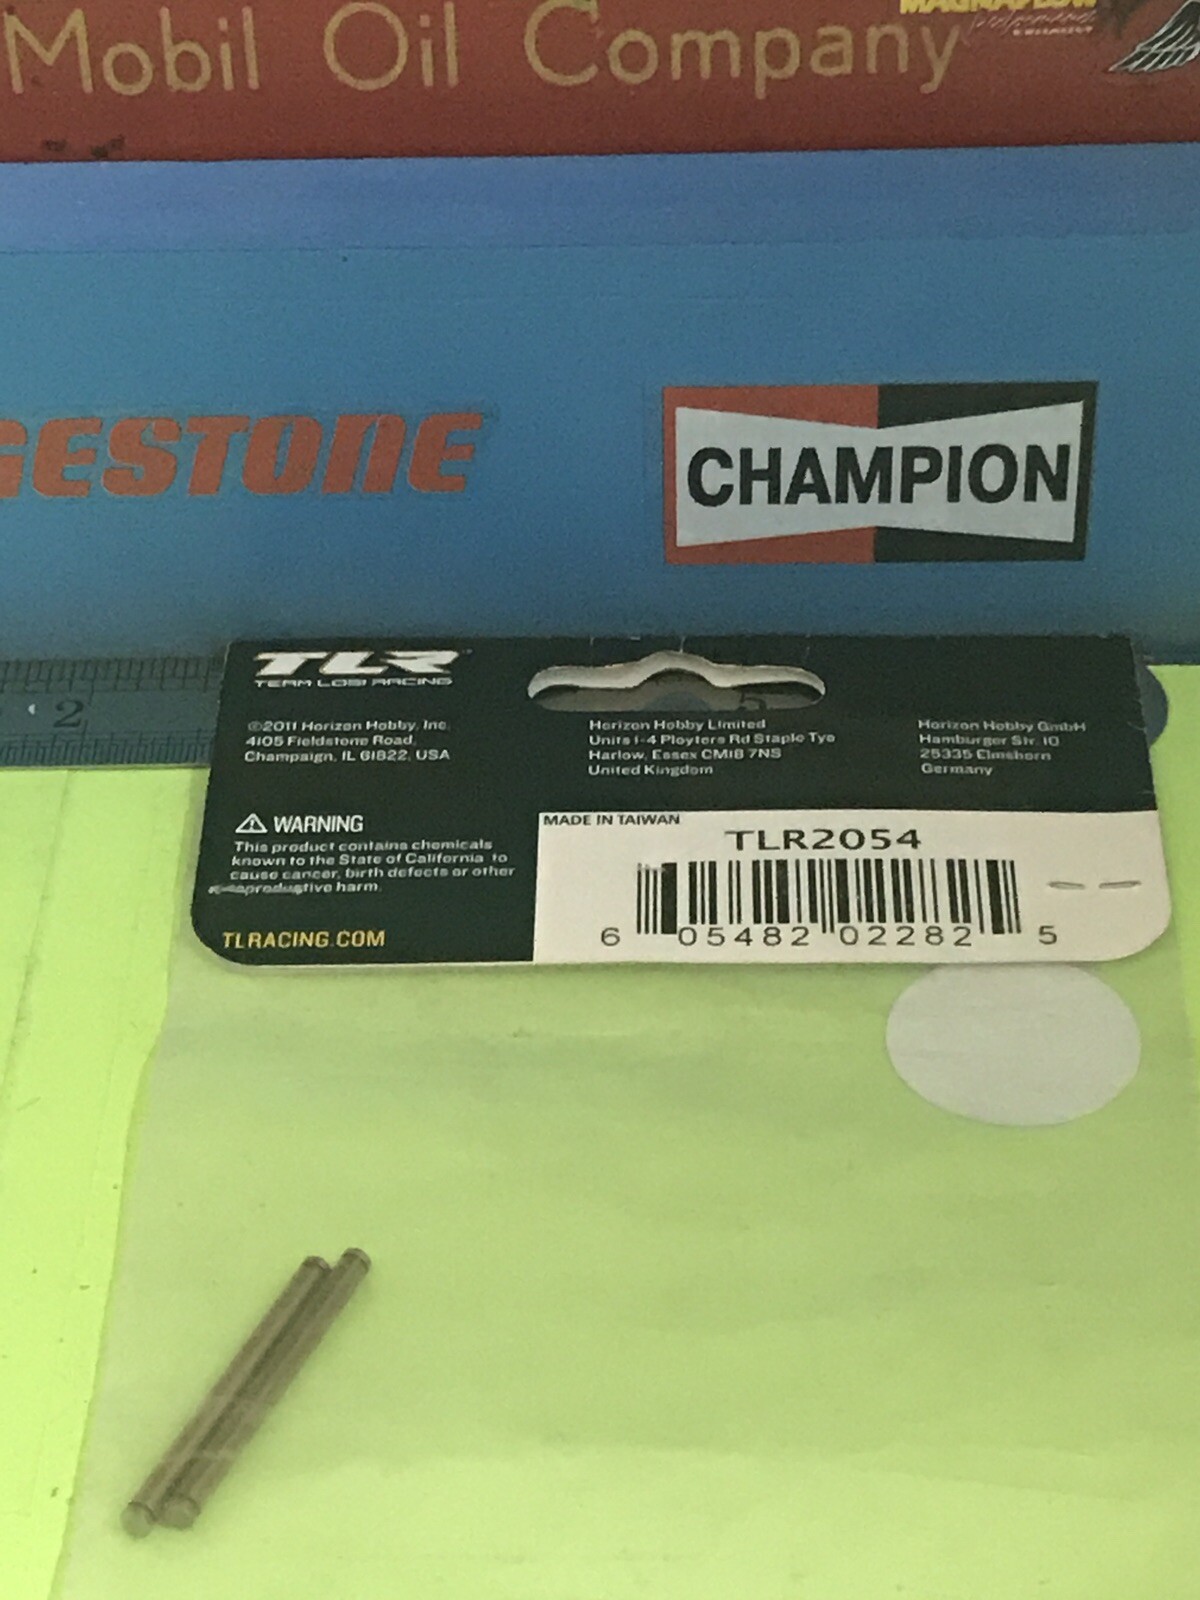 Mobil Oil Company
MAGNAFLOW
GESTONE
CHAMPION
2
5
TLR
TEAM LOSI RACING
©2011 Horizon Hobby, Inc.
4105 Fieldstone Road,
Champaign, IL 61822, USA
Horizon Hobby Limited
Units 1-4 Ployters Rd Staple Tye
Harlow, Essex CM18 7NS
United Kingdom
Horizon Hobby GmbH
Hamburger Str. 10
25335 Elmshorn
Germany
WARNING
This product contains chemicals
known to the State of California to
cause cancer, birth defects or other
reproductive harm.
TLRACING.COM
MADE IN TAIWAN
TLR2054
6 05482 02282 5